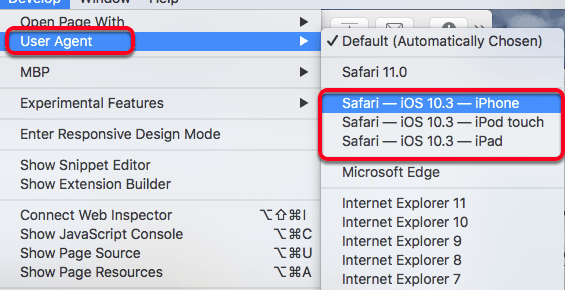 Develop Window Help
Open Page With
User Agent
MBP
Experimental Features
Enter Responsive Design Mode
Show Snippet Editor
Show Extension Builder
Connect Web Inspector ⌥⇧⌘I
Show JavaScript Console ⌥⌘C
Show Page Source ⌥⌘U
Show Page Resources ⌥⌘A
✓ Default (Automatically Chosen)
Safari 11.0
Safari — iOS 10.3 — iPhone
Safari — iOS 10.3 — iPod touch
Safari — iOS 10.3 — iPad
Microsoft Edge
Internet Explorer 11
Internet Explorer 10
Internet Explorer 9
Internet Explorer 8
Internet Explorer 7